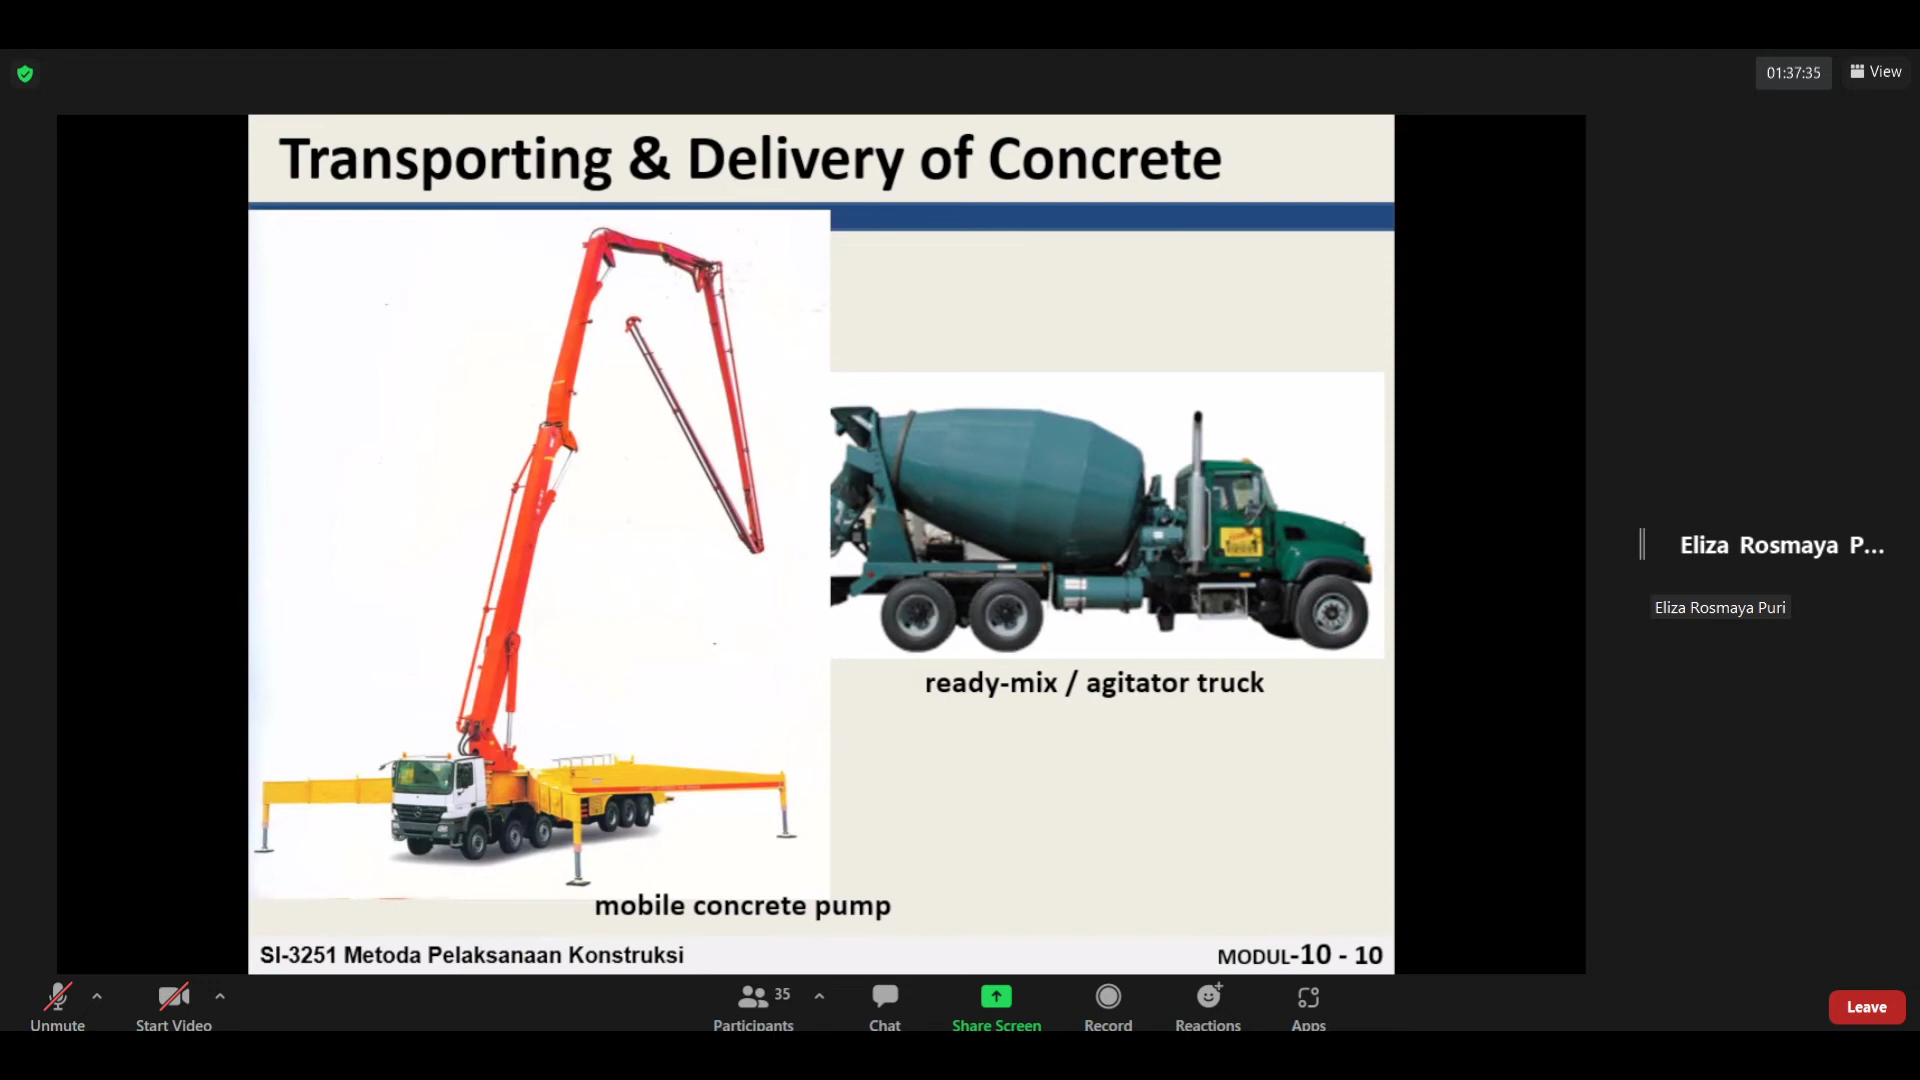 01:37:35
View
Transporting & Delivery of Concrete
ready-mix / agitator truck
mobile concrete pump
SI-3251 Metoda Pelaksanaan Konstruksi
MODUL-10 - 10
Eliza Rosmaya P...
Eliza Rosmaya Puri
Unmute
Start Video
35
Participants
Chat
Share Screen
Record
Reactions
Apps
Leave